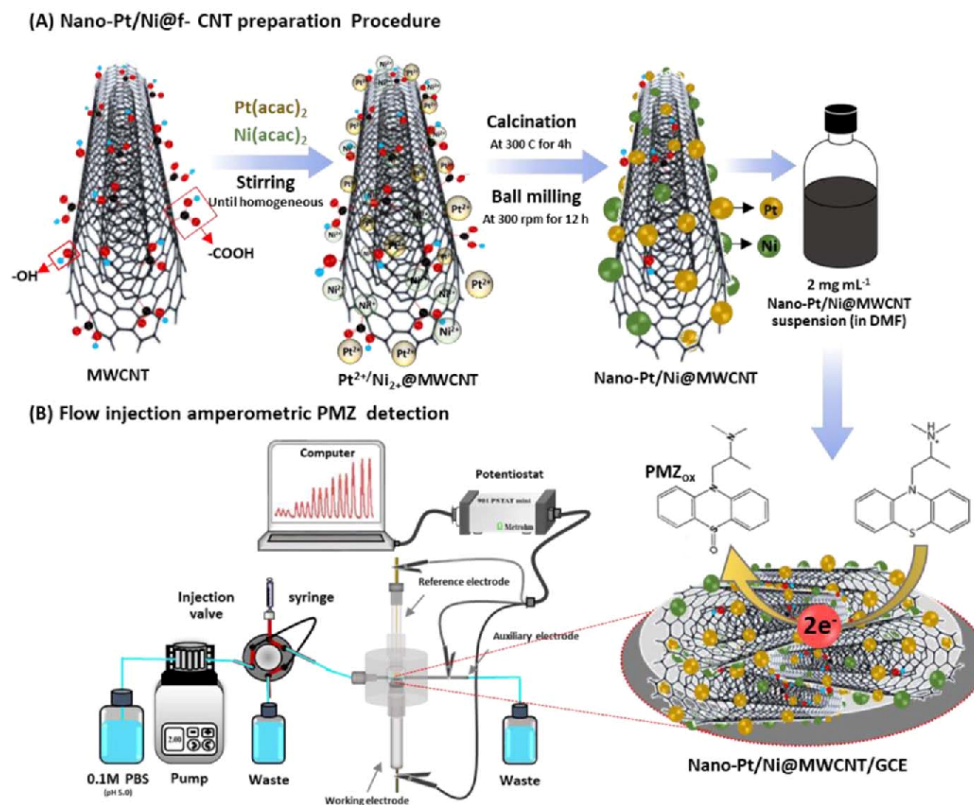 (A) Nano-Pt/Ni@f- CNT preparation Procedure
Pt(acac)₂
Ni(acac)₂
Stirring
Until homogeneous
-OH
-COOH
MWCNT
Ni²⁺
Pt²⁺
Pt²⁺/Ni₂₊@MWCNT
Calcination
At 300 C for 4h
Ball milling
At 300 rpm for 12 h
Pt
Ni
Nano-Pt/Ni@MWCNT
2 mg mL⁻¹
Nano-Pt/Ni@MWCNT
suspension (in DMF)
(B) Flow injection amperometric PMZ detection
Computer
Potentiostat
Metrohm
Injection
valve
syringe
Reference electrode
Auxiliary electrode
2.00
0.1M PBS
(pH 5.0)
Pump
Waste
Working electrode
Waste
PMZₒₓ
N
N
S
O
H
N
N
S
2e⁻
Nano-Pt/Ni@MWCNT/GCE